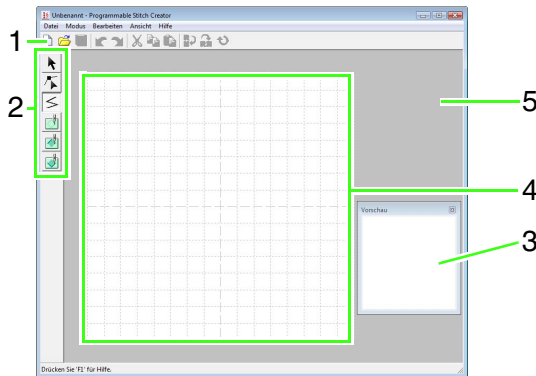 Unbenannt - Programmable Stitch Creator
Datei Modus Bearbeiten Ansicht Hilfe
1
2
5
4
Vorschau
3
Drücken Sie 'F1' für Hilfe.